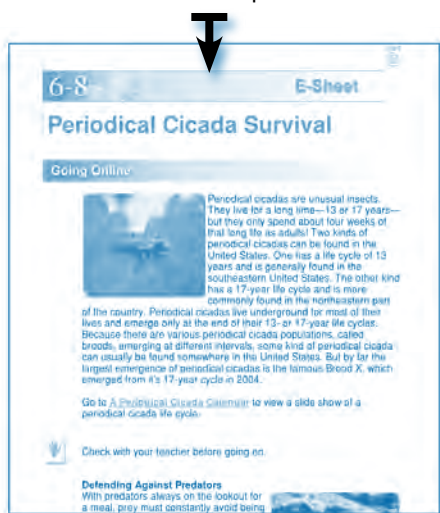 6-8
E-Sheet
Periodical Cicada Survival
Going Online
Periodical cicadas are unusual insects.
They live for a long time—13 or 17 years—
but they only spend about four weeks of
that long life as adults! Two kinds of
periodical cicadas can be found in the
United States. One has a life cycle of 13
years and is generally found in the
southeastern United States. The other kind
has a 17-year life cycle and is more
commonly found in the northeastern part
of the country. Periodical cicadas live underground for most of their
lives and emerge only at the end of their 13- or 17-year life cycles.
Because there are various periodical cicada populations, called
broods, emerging at different intervals, some kind of periodical cicada
can usually be found somewhere in the United States. But by far the
largest emergence of periodical cicadas is the famous Brood X, which
emerged from it's 17-year cycle in 2004.
Go to A Periodical Cicada Calendar to view a slide show of a
periodical cicada life cycle.
Check with your teacher before going on.
Defending Against Predators
With predators always on the lookout for
a meal, prey must constantly avoid being